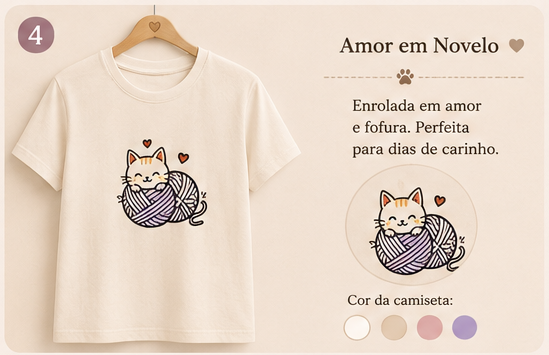 4
Amor em Novelo
Enrolada em amor
e fofura. Perfeita
para dias de carinho.
Cor da camiseta: